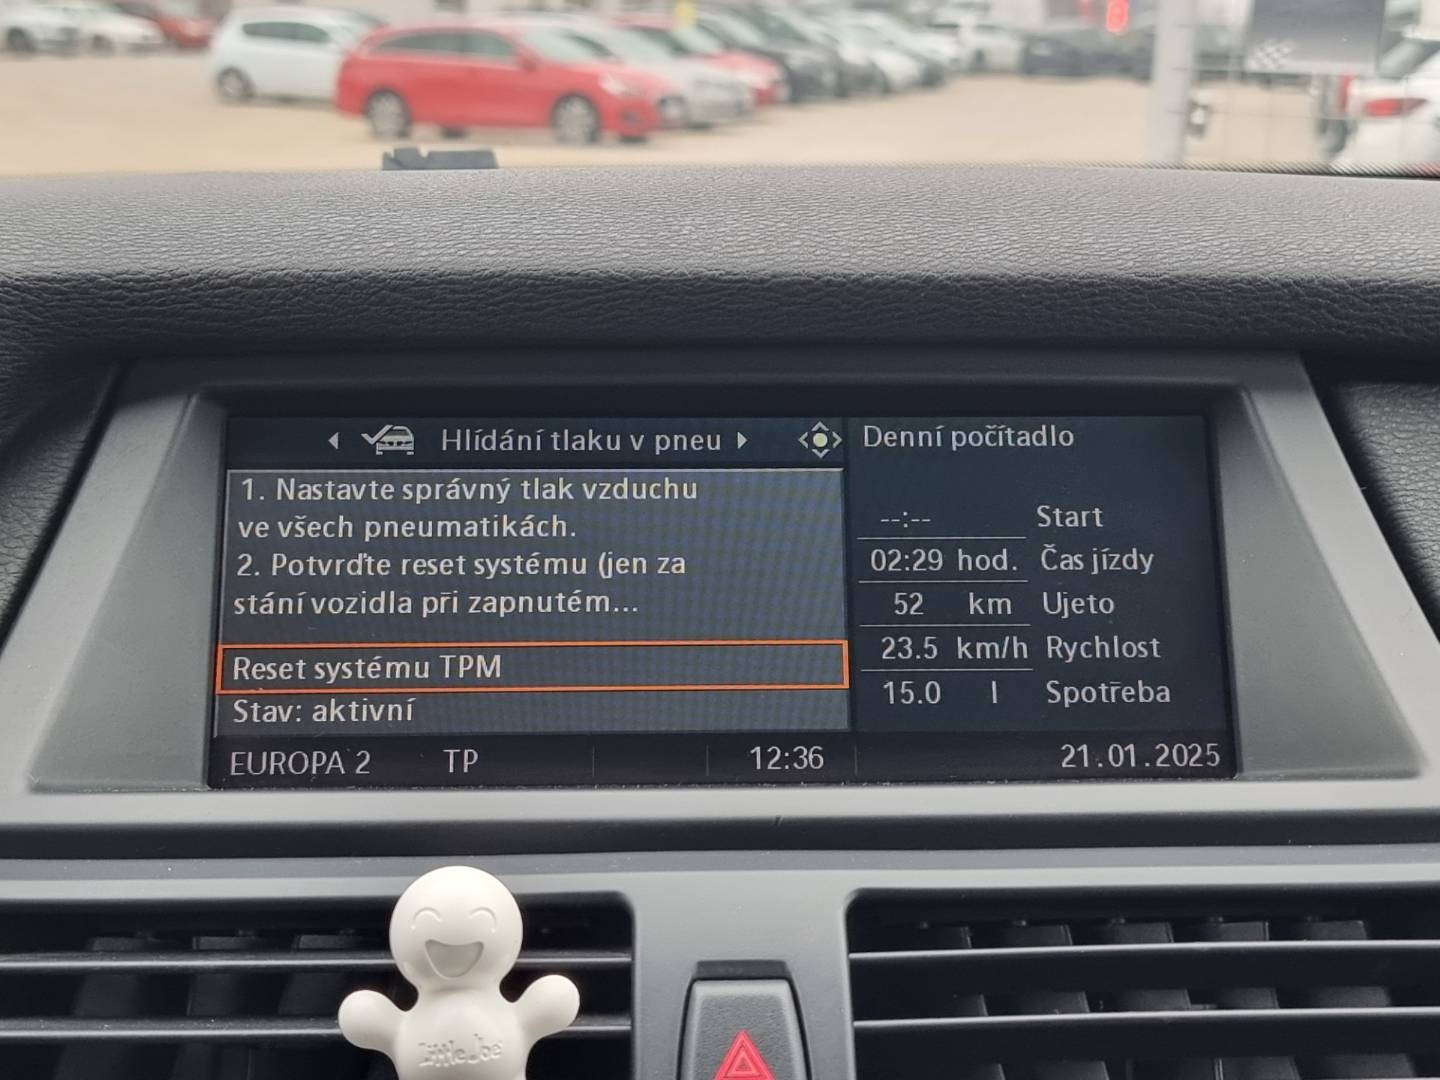 Hlídání tlaku v pneu
1. Nastavte správný tlak vzduchu
ve všech pneumatikách.
2. Potvrďte reset systému (jen za
stání vozidla při zapnutém...
Reset systému TPM
Stav: aktivní
Denní počítadlo
--:-- Start
02:29 hod. Čas jízdy
52 km Ujeto
23.5 km/h Rychlost
15.0 l Spotřeba
EUROPA 2 TP 12:36 21.01.2025
Little Joe